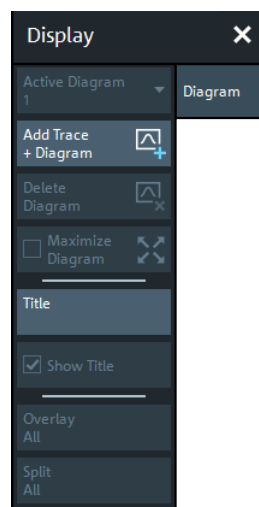 Display
Active Diagram
1
Diagram
Add Trace
+ Diagram
Delete
Diagram
Maximize
Diagram
Title
Show Title
Overlay
All
Split
All